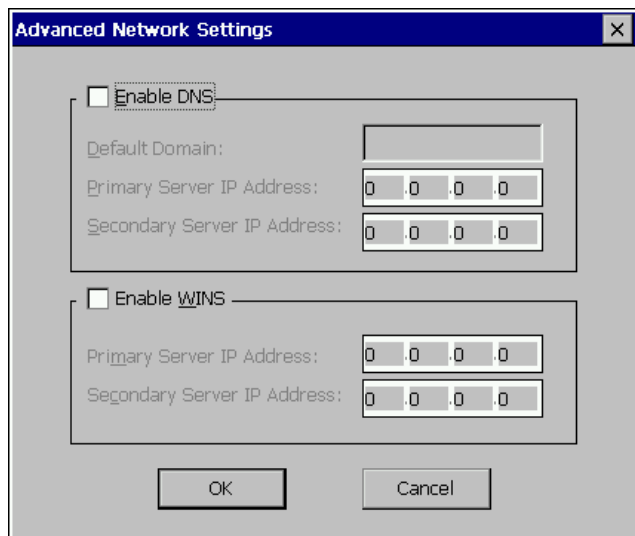 Advanced Network Settings
Enable DNS
Default Domain:
Primary Server IP Address: 0 .0 .0 .0
Secondary Server IP Address: 0 .0 .0 .0
Enable WINS
Primary Server IP Address: 0 .0 .0 .0
Secondary Server IP Address: 0 .0 .0 .0
OK Cancel